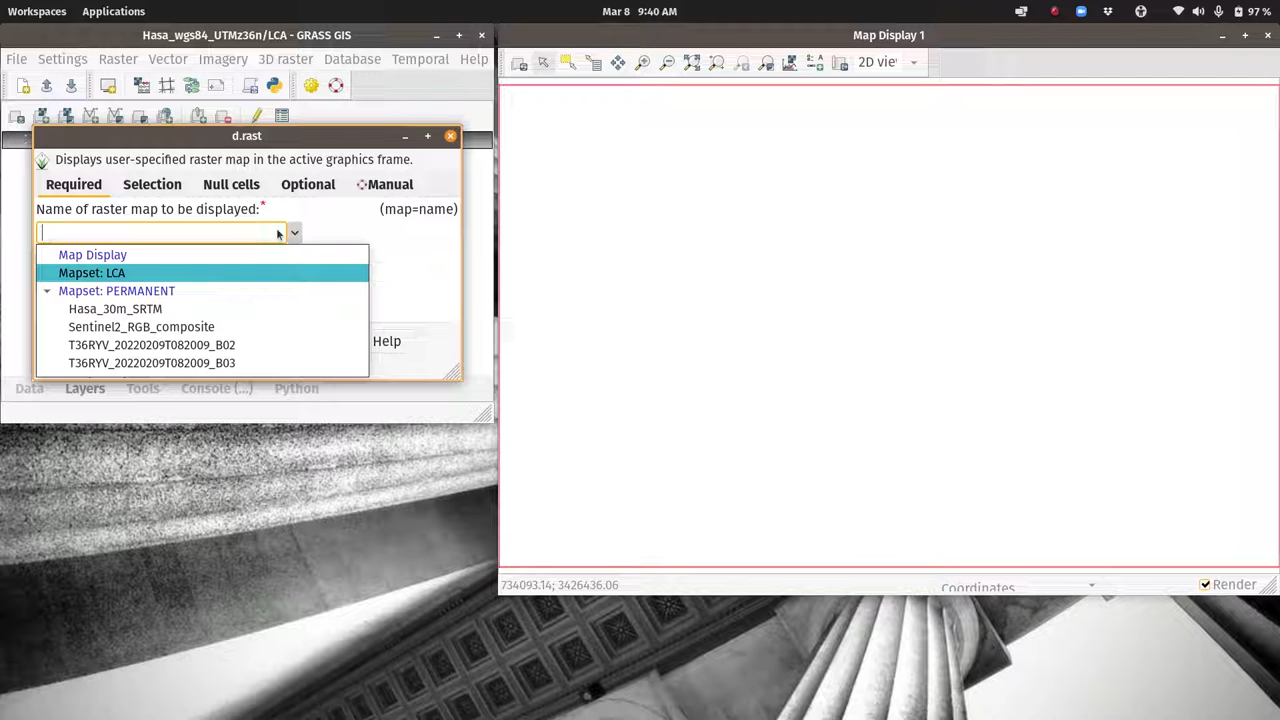 Workspaces Applications Mar 8 9:40 AM 97 %
Hasa_wgs84_UTMz36n/LCA - GRASS GIS
File Settings Raster Vector Imagery 3D raster Database Temporal Help
d.rast
Displays user-specified raster map in the active graphics frame.
Required Selection Null cells Optional Manual
Name of raster map to be displayed:* (map=name)
Map Display
Mapset: LCA
Mapset: PERMANENT
Hasa_30m_SRTM
Sentinel2_RGB_composite
T36RYV_20220209T082009_B02
T36RYV_20220209T082009_B03
Help
Data Layers Tools Console (...) Python
Map Display 1
2D vie
734093.14; 3426436.06
Coordinates
Render